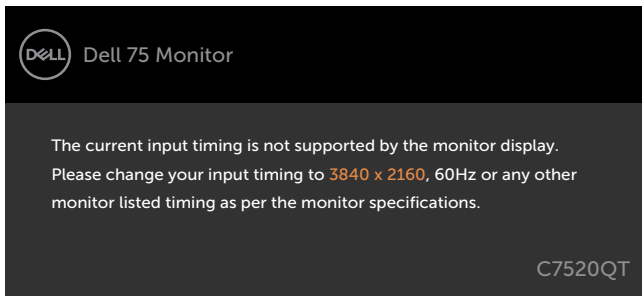 DELL
Dell 75 Monitor
The current input timing is not supported by the monitor display.
Please change your input timing to 3840 x 2160, 60Hz or any other
monitor listed timing as per the monitor specifications.
C7520QT